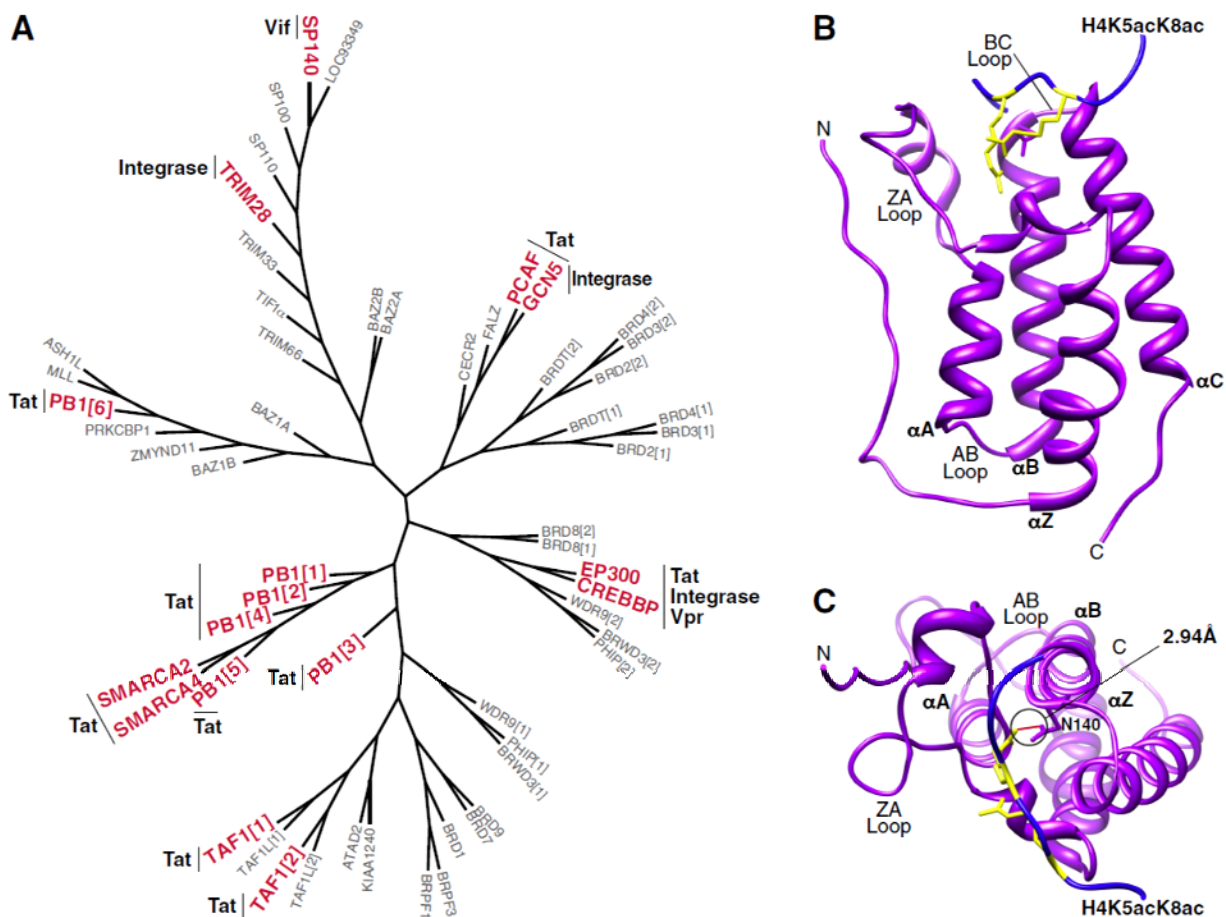 A
Vif
SP140
LOC93349
SP100
SP110
Integrase
TRIM28
TRIM33
TIF1α
TRIM66
BAZ2B
BAZ2A
ASH1L
MLL
Tat
PB1[6]
PRKCBP1
ZMYND11
BAZ1B
BAZ1A
Tat
PCAF
GCN5
Integrase
CECR2
FALZ
BRDT[2]
BRD4[2]
BRD3[2]
BRD2[2]
BRDT[1]
BRD4[1]
BRD3[1]
BRD2[1]
BRD8[2]
BRD8[1]
EP300
CREBBP
Tat
Integrase
Vpr
WDR9[2]
BRWD3[2]
PHIP[2]
Tat
PB1[1]
PB1[2]
PB1[4]
Tat
SMARCA2
SMARCA4
PB1[5]
Tat
Tat
PB1[3]
WDR9[1]
PHIP[1]
BRWD3[1]
BRD9
BRD7
BRD1
BRPF3
BRPF1
KIAA1240
ATAD2
Tat
TAF1[1]
TAF1L[1]
Tat
TAF1[2]
TAF1L[2]
B
H4K5acK8ac
BC
Loop
N
ZA
Loop
αA
AB
Loop
αB
αZ
αC
C
C
AB
Loop
αB
C
2.94Å
N
αA
αZ
N140
ZA
Loop
H4K5acK8ac